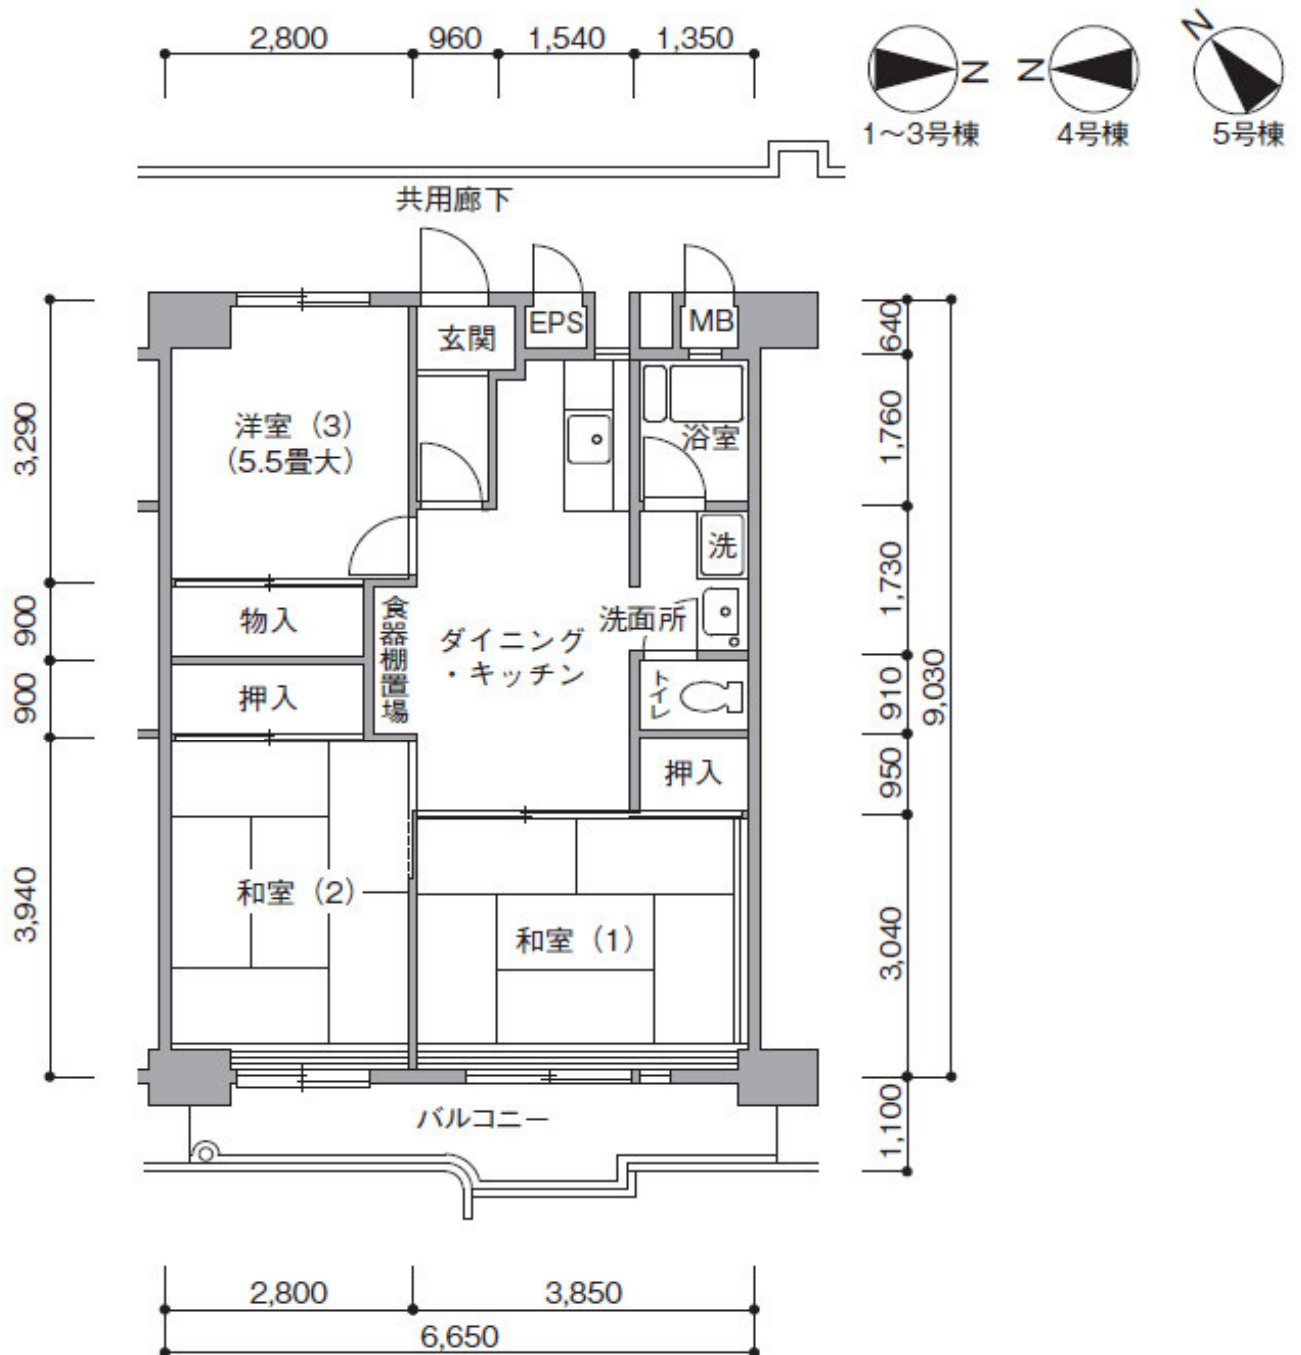 2,800
960
1,540
1,350
N
N
N
1～3号棟
4号棟
5号棟
共用廊下
玄関
EPS
MB
640
洋室（3）
（5.5畳大）
浴室
3,290
1,760
洗
1,730
物入
900
食器棚置場
ダイニング
・キッチン
洗面所
押入
900
トイレ
910
9,030
押入
950
和室（2）
3,940
和室（1）
3,040
バルコニー
1,100
2,800
3,850
6,650